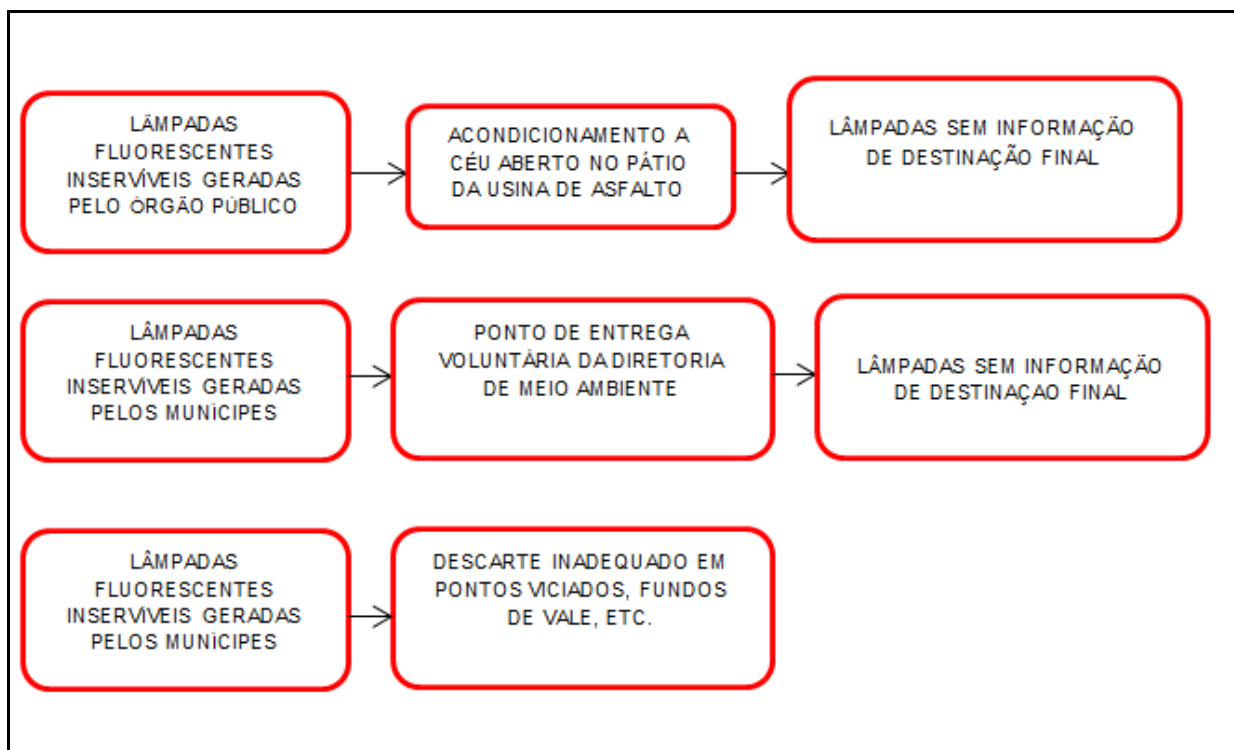 LÂMPADAS
FLUORESCENTES
INSERVÍVEIS GERADAS
PELO ÓRGÃO PÚBLICO
ACONDICIONAMENTO A
CÉU ABERTO NO PÁTIO
DA USINA DE ASFALTO
LÂMPADAS SEM INFORMAÇÃO
DE DESTINAÇÃO FINAL
LÂMPADAS
FLUORESCENTES
INSERVÍVEIS GERADAS
PELOS MUNÍCIPES
PONTO DE ENTREGA
VOLUNTÁRIA DA DIRETORIA
DE MEIO AMBIENTE
LÂMPADAS SEM INFORMAÇÃO
DE DESTINAÇAO FINAL
LÂMPADAS
FLUORESCENTES
INSERVÍVEIS GERADAS
PELOS MUNÍCIPES
DESCARTE INADEQUADO EM
PONTOS VICIADOS, FUNDOS
DE VALE, ETC.